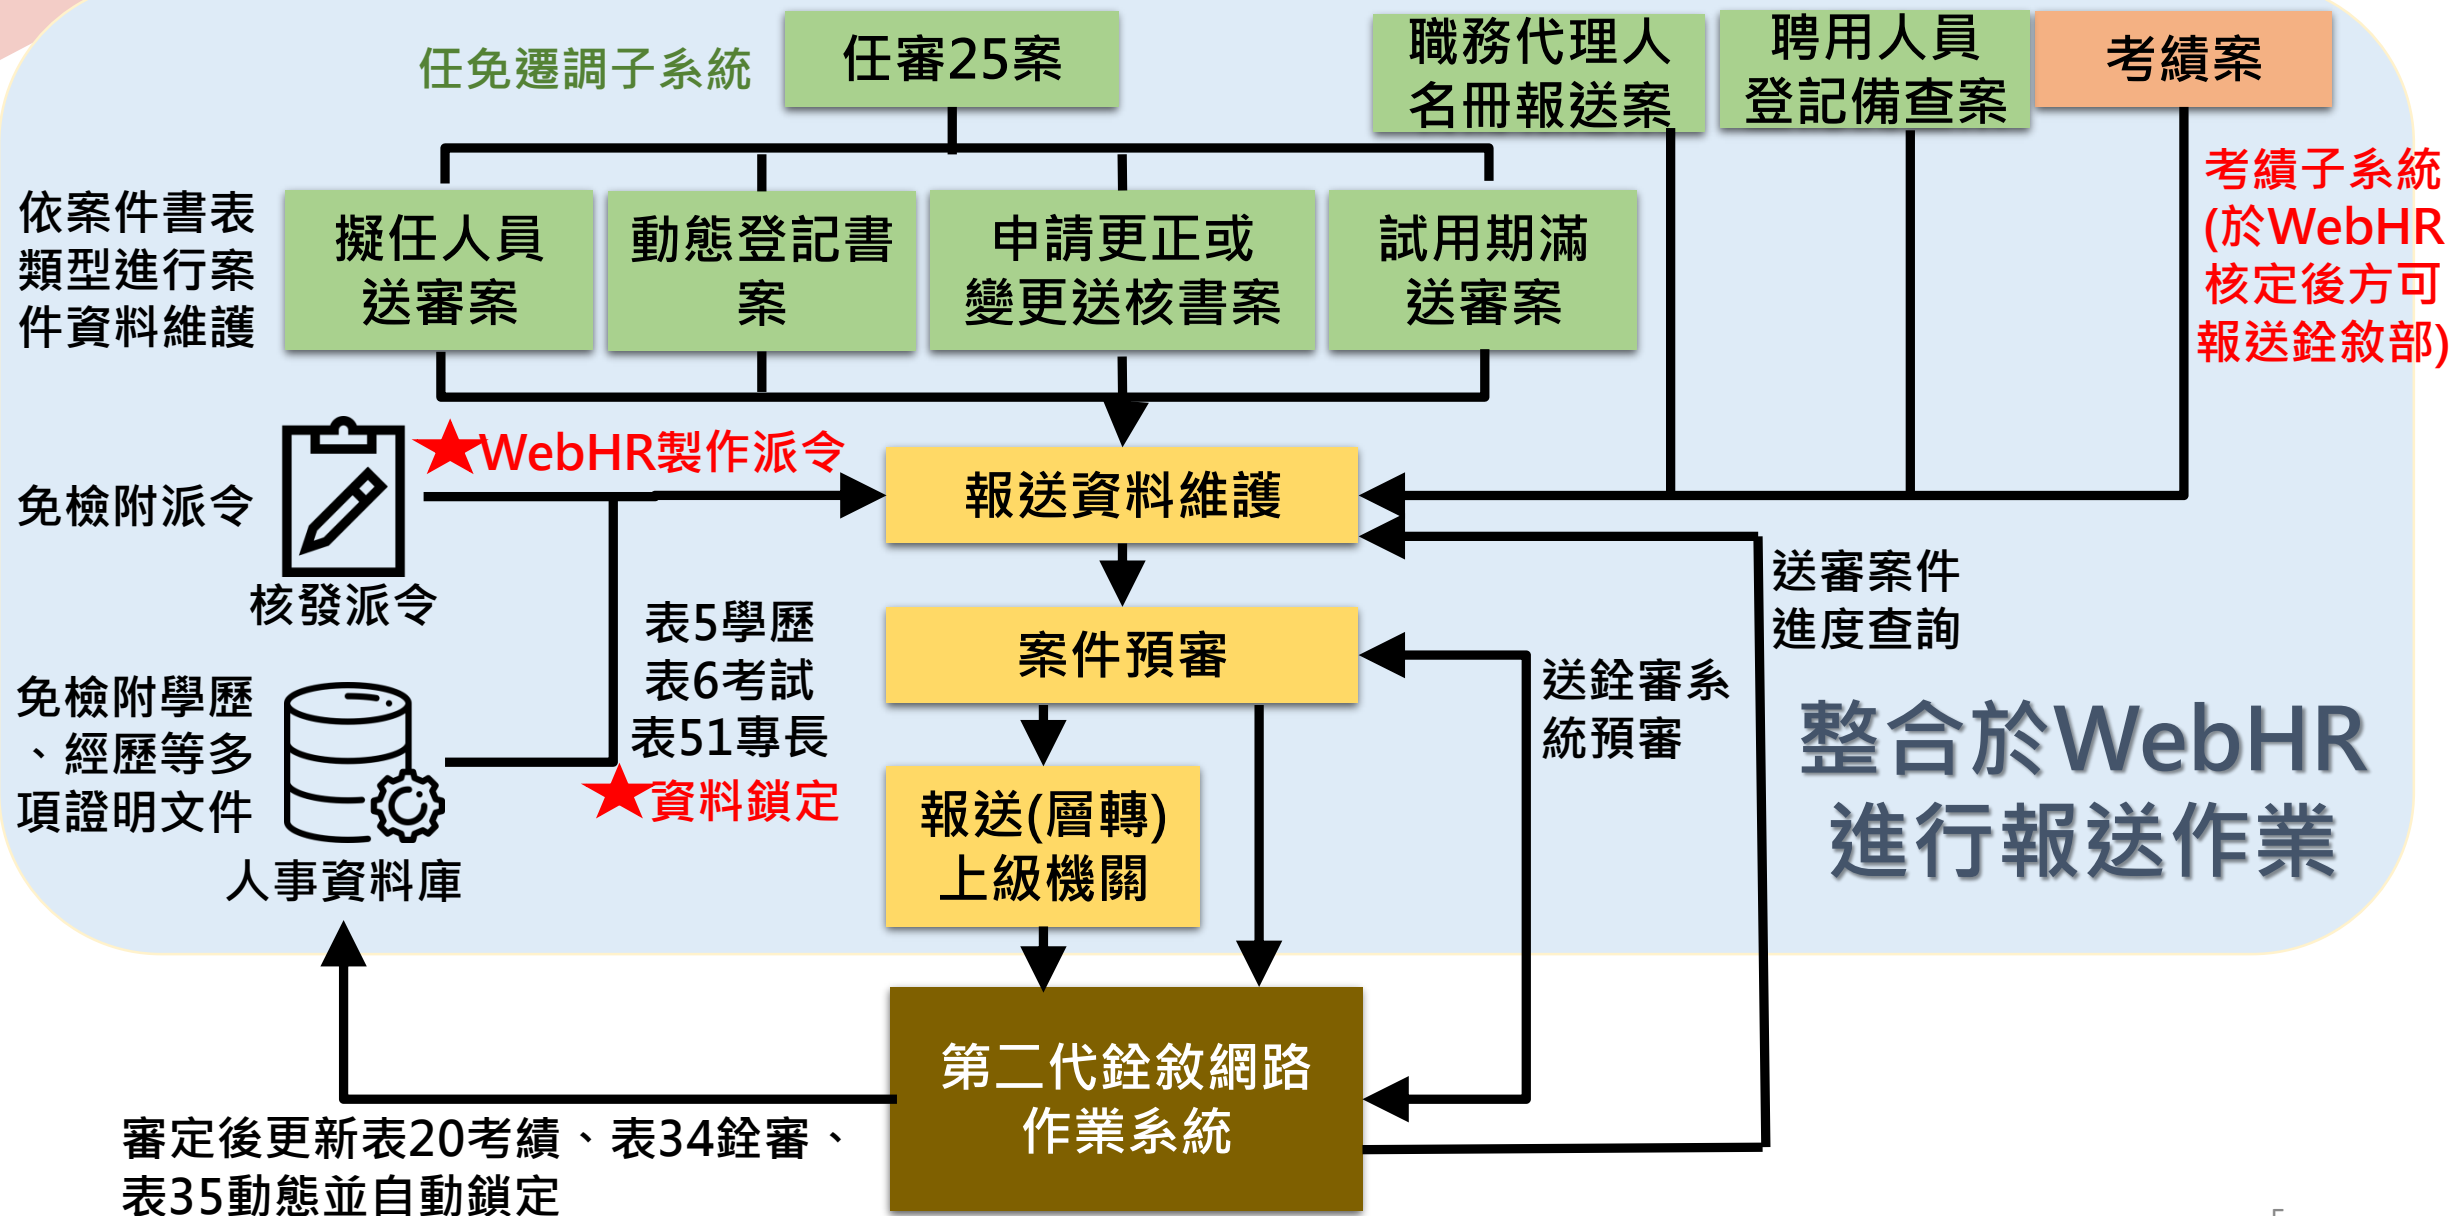 任免遷調子系統
任審25案
職務代理人
名冊報送案
聘用人員
登記備查案
考績案
依案件書表
類型進行案
件資料維護
擬任人員
送審案
動態登記書
案
申請更正或
變更送核書案
試用期滿
送審案
考績子系統
(於WebHR
核定後方可
報送銓敘部)
WebHR製作派令
免檢附派令
核發派令
報送資料維護
送審案件
進度查詢
表5學歷
表6考試
表51專長
資料鎖定
案件預審
送銓審系
統預審
免檢附學歷
、經歷等多
項證明文件
人事資料庫
報送(層轉)
上級機關
整合於WebHR
進行報送作業
第二代銓敘網路
作業系統
審定後更新表20考績、表34銓審、
表35動態並自動鎖定
5